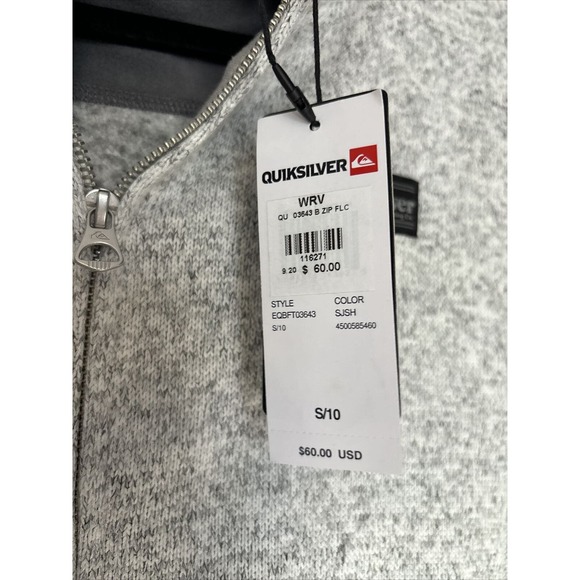 QUIKSILVER
WRV
QU 03643 B ZIP FLC
116271
9.20 $ 60.00
STYLE COLOR
EQBFT03643 SJSH
S/10 4500585460
S/10
$60.00 USD